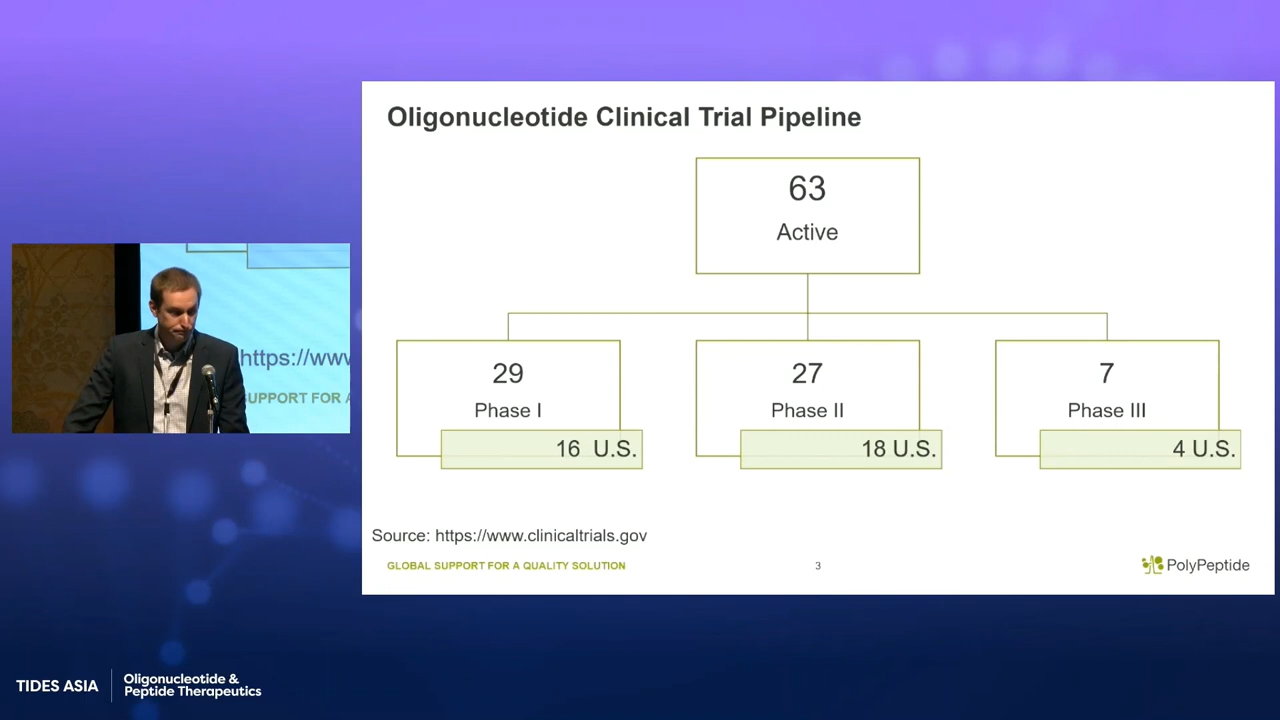 Oligonucleotide Clinical Trial Pipeline
63
Active
29
Phase I
16 U.S.
27
Phase II
18 U.S.
7
Phase III
4 U.S.
Source: https://www.clinicaltrials.gov
GLOBAL SUPPORT FOR A QUALITY SOLUTION
3
PolyPeptide
https://www
SUPPORT FOR A
TIDES ASIA
Oligonucleotide &
Peptide Therapeutics